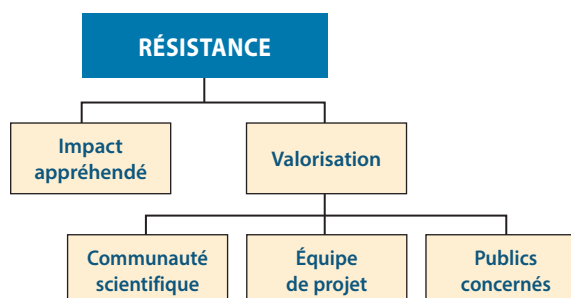 RÉSISTANCE
Impact
appréhendé
Valorisation
Communauté
scientifique
Équipe
de projet
Publics
concernés